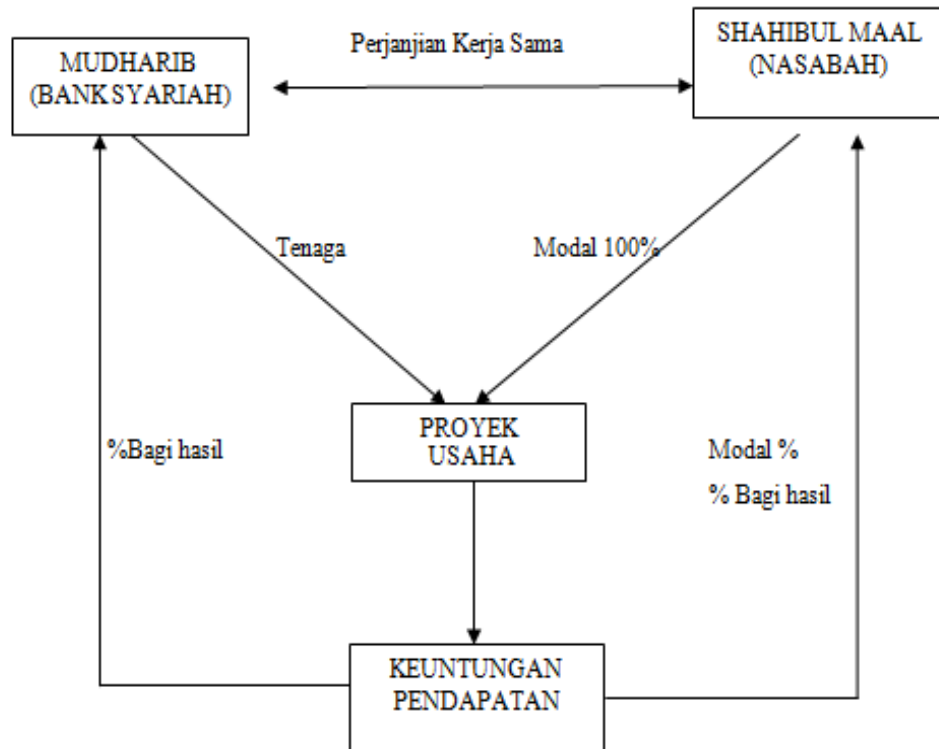 Perjanjian Kerja Sama
MUDHARIB
(BANK SYARIAH)
SHAHIBUL MAAL
(NASABAH)
Tenaga
Modal 100%
PROYEK
USAHA
%Bagi hasil
Modal %
% Bagi hasil
KEUNTUNGAN
PENDAPATAN